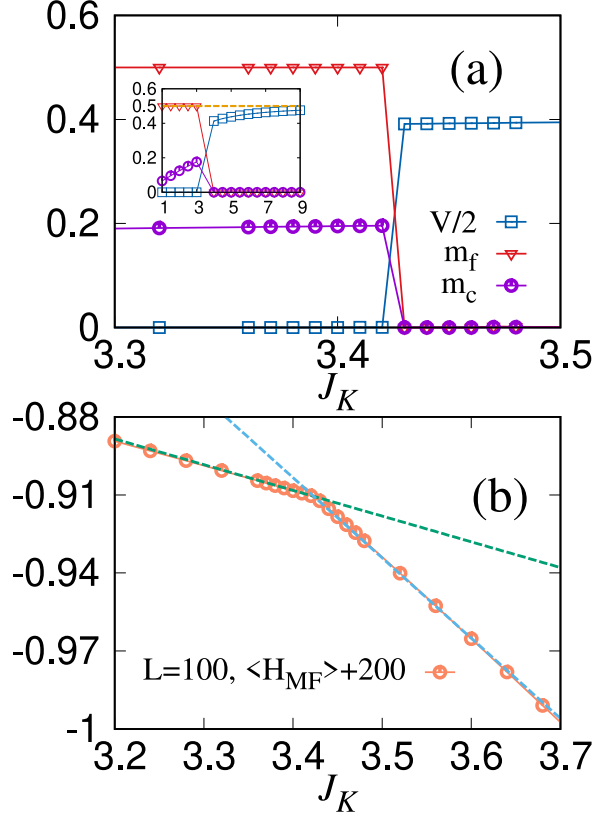 0.6
(a)
0.6
0.5
0.4
0.2
0
1 3 5 7 9
0.4
V/2
0.2
m_f
m_c
0
3.3 3.4 3.5
J_K
-0.88
(b)
-0.91
-0.94
-0.97
L=100, <H_MF>+200
-1
3.2 3.3 3.4 3.5 3.6 3.7
J_K